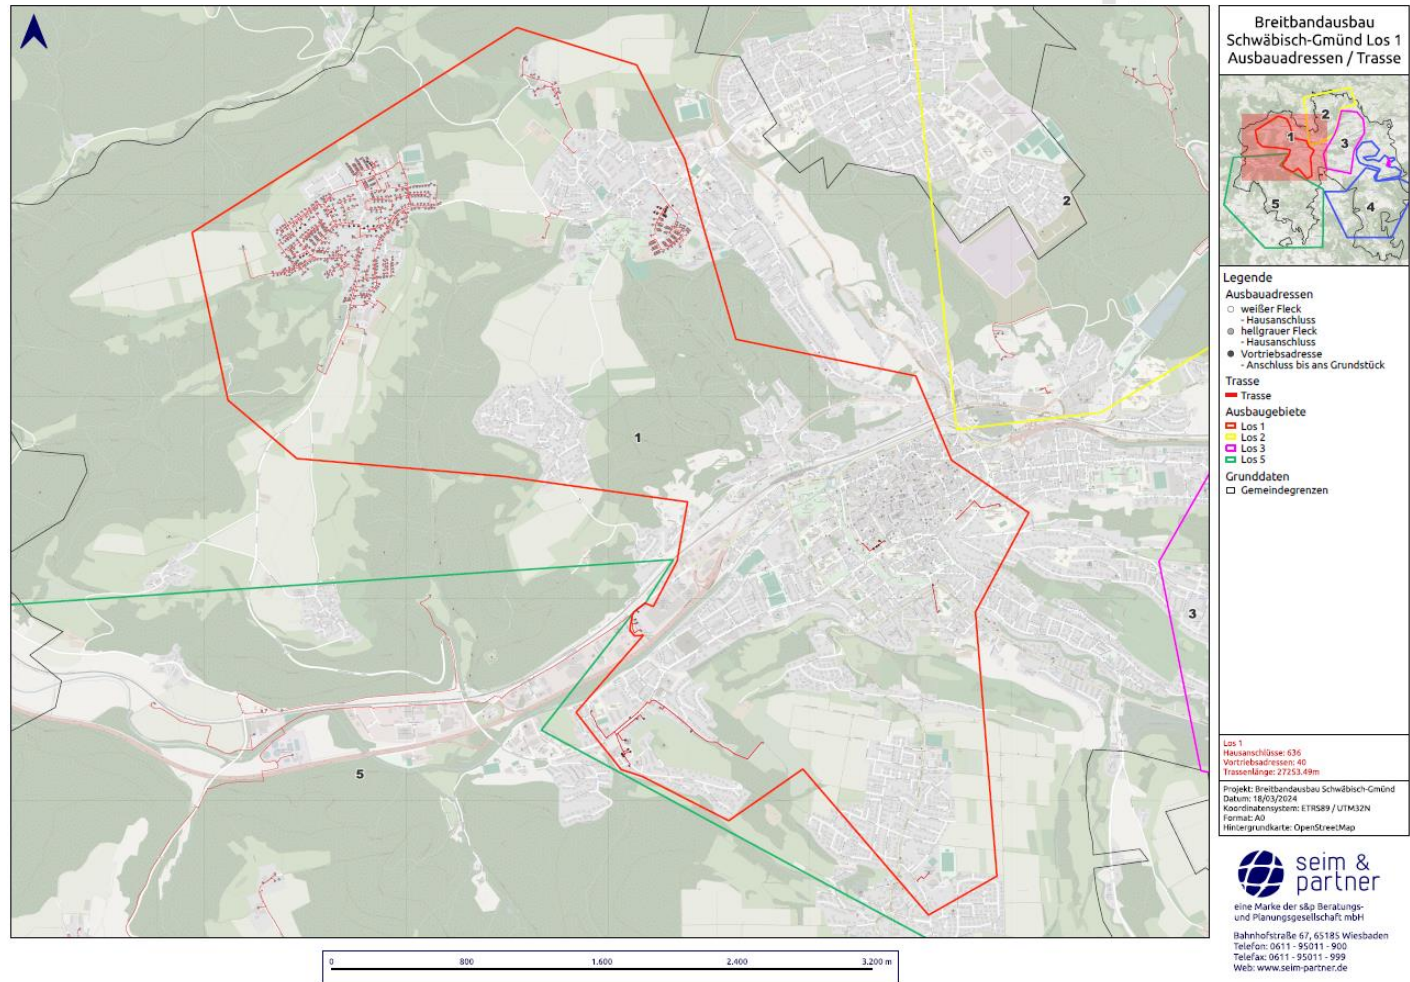 Breitbandausbau
Schwäbisch-Gmünd Los 1
Ausbauadressen / Trasse
2
1
3
5
4
2
1
3
5
Legende
Ausbauadressen
weißer Fleck
- Hausanschluss
hellgrauer Fleck
- Hausanschluss
Vortriebsadresse
- Anschluss bis ans Grundstück
Trasse
Trasse
Ausbaugebiete
Los 1
Los 2
Los 3
Los 5
Grunddaten
Gemeindegrenzen
Los 1
Hausanschlüsse: 636
Vortriebsadressen: 40
Trassenlänge: 27253.49m
Projekt: Breitbandausbau Schwäbisch-Gmünd
Datum: 18/03/2024
Koordinatensystem: ETRS89 / UTM32N
Format: A0
Hintergrundkarte: OpenStreetMap
seim &
partner
eine Marke der s&p Beratungs-
und Planungsgesellschaft mbH
Bahnhofstraße 67, 65185 Wiesbaden
Telefon: 0611 - 95011 - 900
Telefax: 0611 - 95011 - 999
Web: www.seim-partner.de
0 800 1.600 2.400 3.200 m